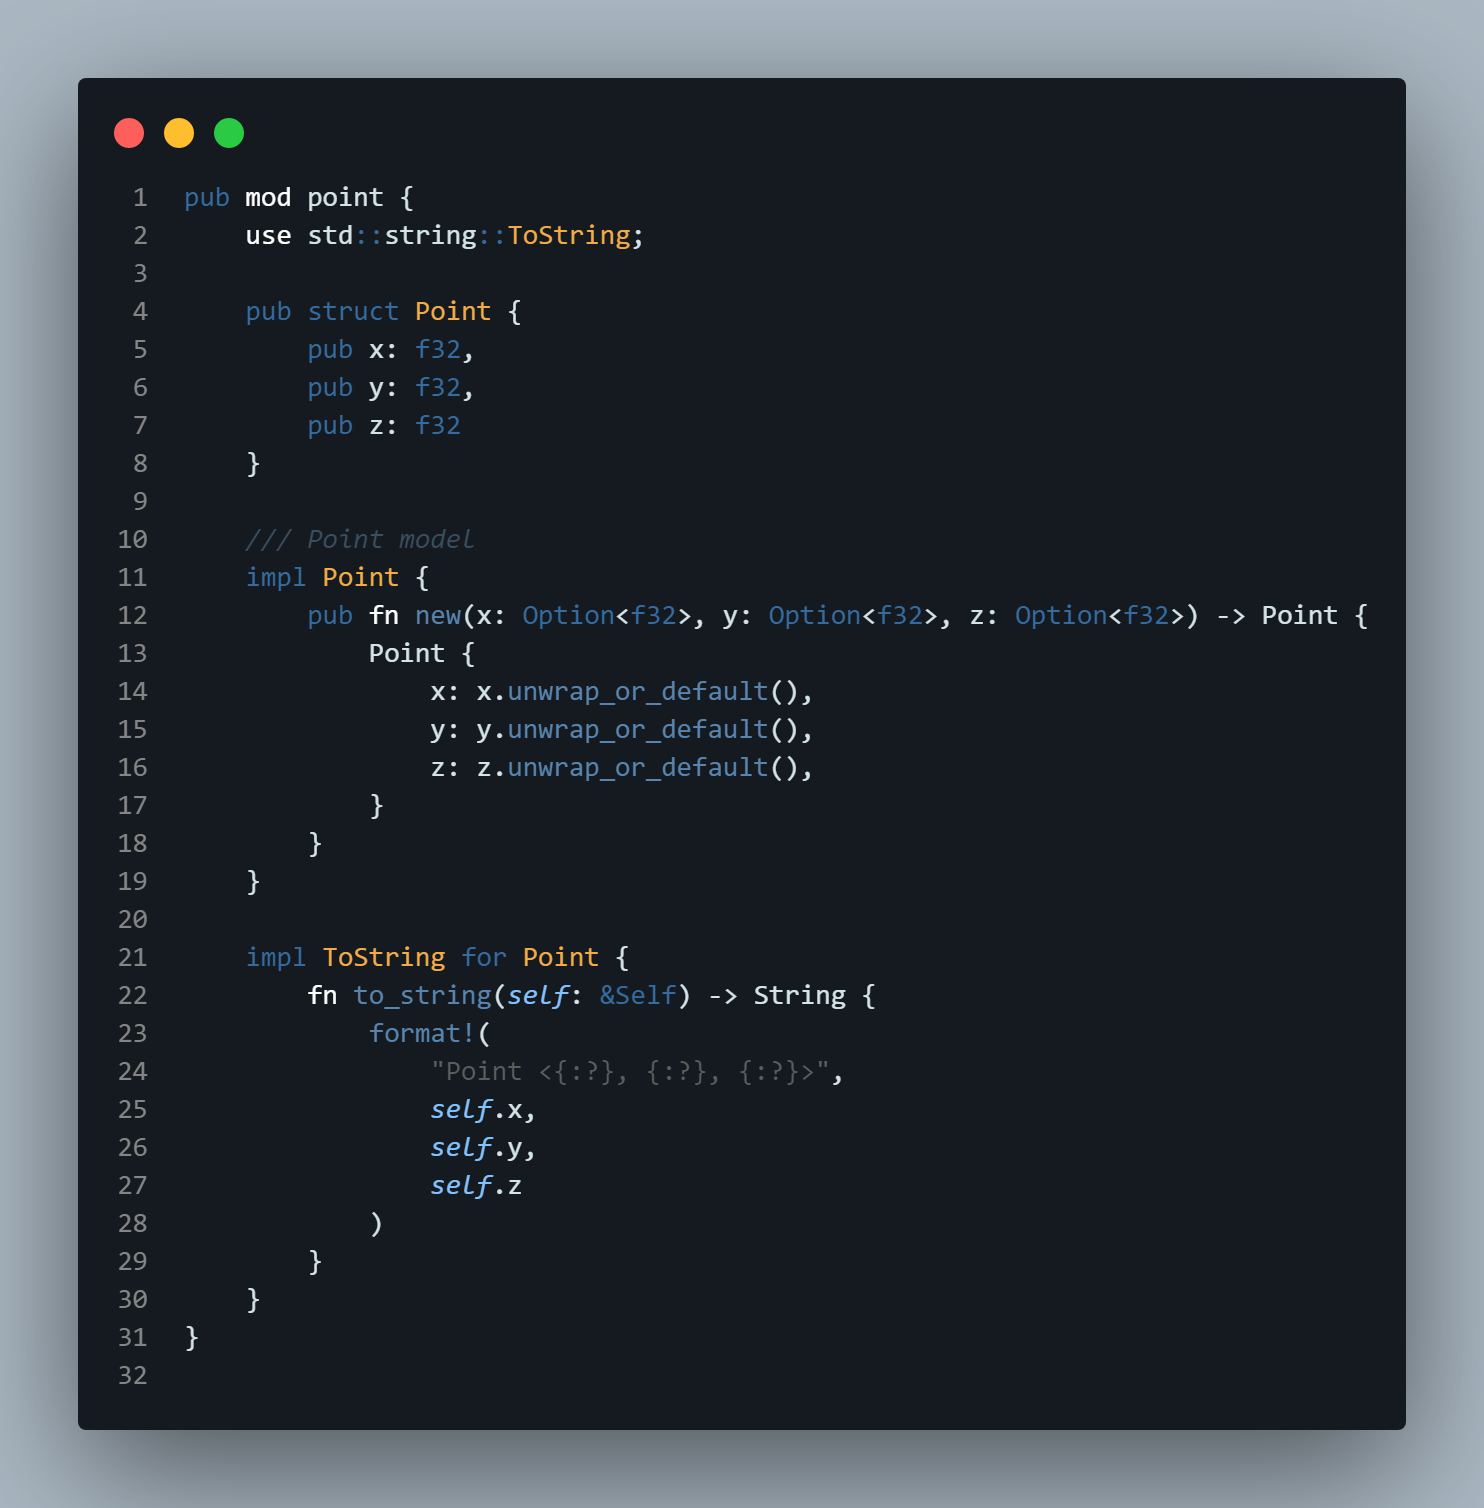 1 pub mod point {
2     use std::string::ToString;
3
4     pub struct Point {
5         pub x: f32,
6         pub y: f32,
7         pub z: f32
8     }
9
10     /// Point model
11     impl Point {
12         pub fn new(x: Option<f32>, y: Option<f32>, z: Option<f32>) -> Point {
13             Point {
14                 x: x.unwrap_or_default(),
15                 y: y.unwrap_or_default(),
16                 z: z.unwrap_or_default(),
17             }
18         }
19     }
20
21     impl ToString for Point {
22         fn to_string(self: &Self) -> String {
23             format!(
24                 "Point <{:?}, {:?}, {:?}>",
25                 self.x,
26                 self.y,
27                 self.z
28             )
29         }
30     }
31 }
32